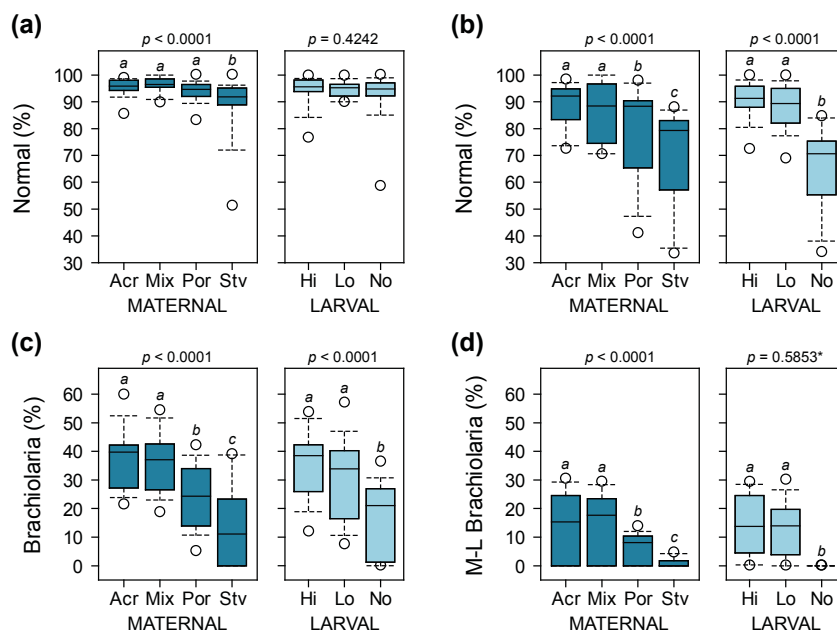 (a)
p < 0.0001
p = 0.4242
Normal (%)
100
90
80
70
60
50
40
30
a a a b
Acr Mix Por Stv
MATERNAL
Hi Lo No
LARVAL
(b)
p < 0.0001
p < 0.0001
Normal (%)
100
90
80
70
60
50
40
30
a a b c
a a b
Acr Mix Por Stv
MATERNAL
Hi Lo No
LARVAL
(c)
p < 0.0001
p < 0.0001
Brachiolaria (%)
60
50
40
30
20
10
0
a a b c
a a b
Acr Mix Por Stv
MATERNAL
Hi Lo No
LARVAL
(d)
p < 0.0001
p = 0.5853*
M-L Brachiolaria (%)
60
50
40
30
20
10
0
a a b c
a a b
Acr Mix Por Stv
MATERNAL
Hi Lo No
LARVAL